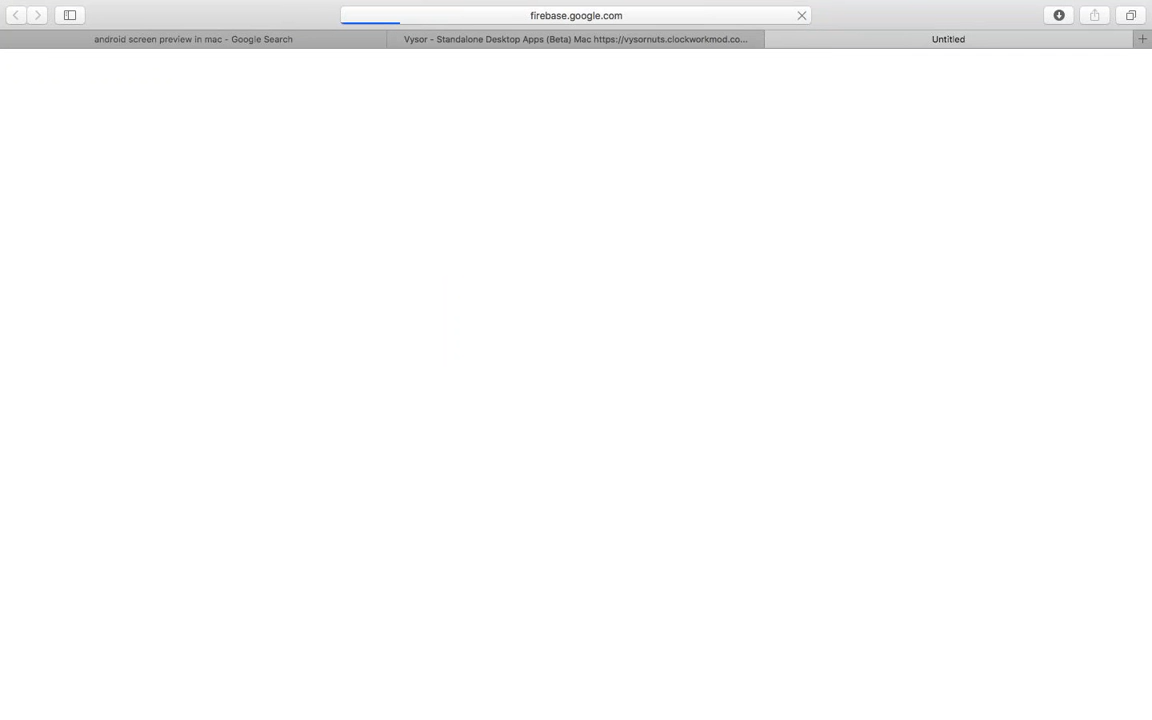 firebase.google.com
android screen preview in mac - Google Search
Vysor - Standalone Desktop Apps (Beta) Mac https://vysornuts.clockworkmod.co...
Untitled